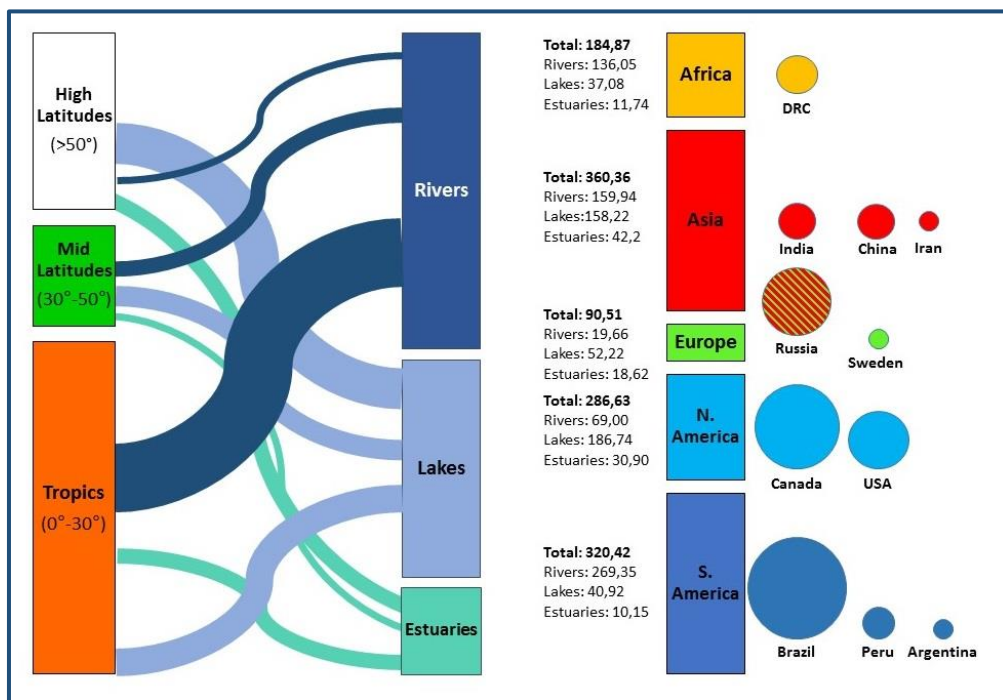 High
Latitudes
(>50°)
Mid
Latitudes
(30°-50°)
Tropics
(0°-30°)
Rivers
Lakes
Estuaries
Total: 184,87
Rivers: 136,05
Lakes: 37,08
Estuaries: 11,74
Africa
DRC
Total: 360,36
Rivers: 159,94
Lakes:158,22
Estuaries: 42,2
Asia
India
China
Iran
Russia
Total: 90,51
Rivers: 19,66
Lakes: 52,22
Estuaries: 18,62
Europe
Sweden
Total: 286,63
Rivers: 69,00
Lakes: 186,74
Estuaries: 30,90
N.
America
Canada
USA
Total: 320,42
Rivers: 269,35
Lakes: 40,92
Estuaries: 10,15
S.
America
Brazil
Peru
Argentina